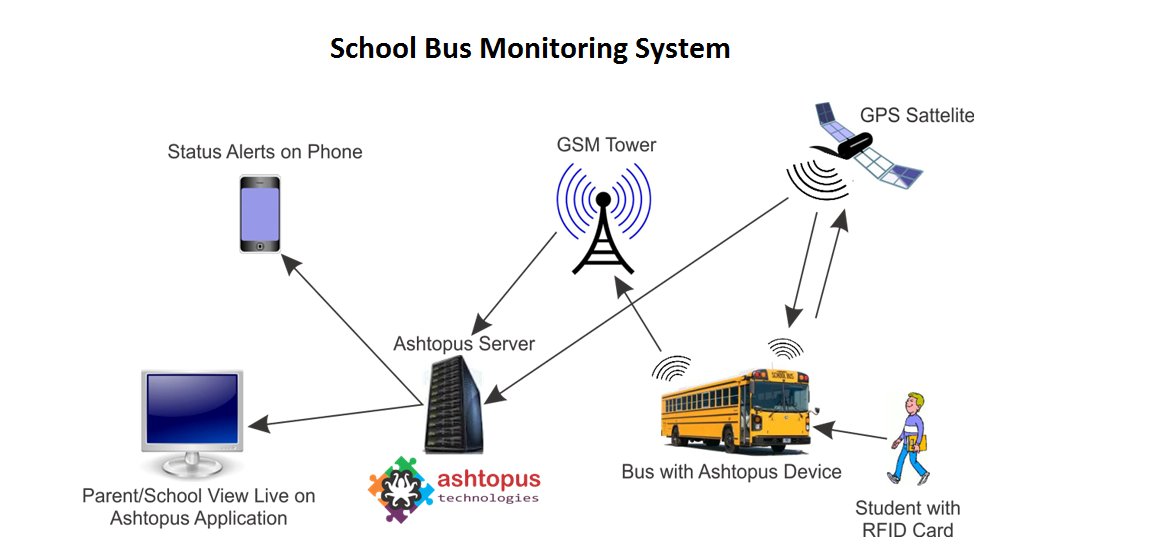 School Bus Monitoring System
GPS Sattelite
GSM Tower
Status Alerts on Phone
Ashtopus Server
SCHOOL BUS
Bus with Ashtopus Device
ashtopus
technologies
Parent/School View Live on
Ashtopus Application
Student with
RFID Card